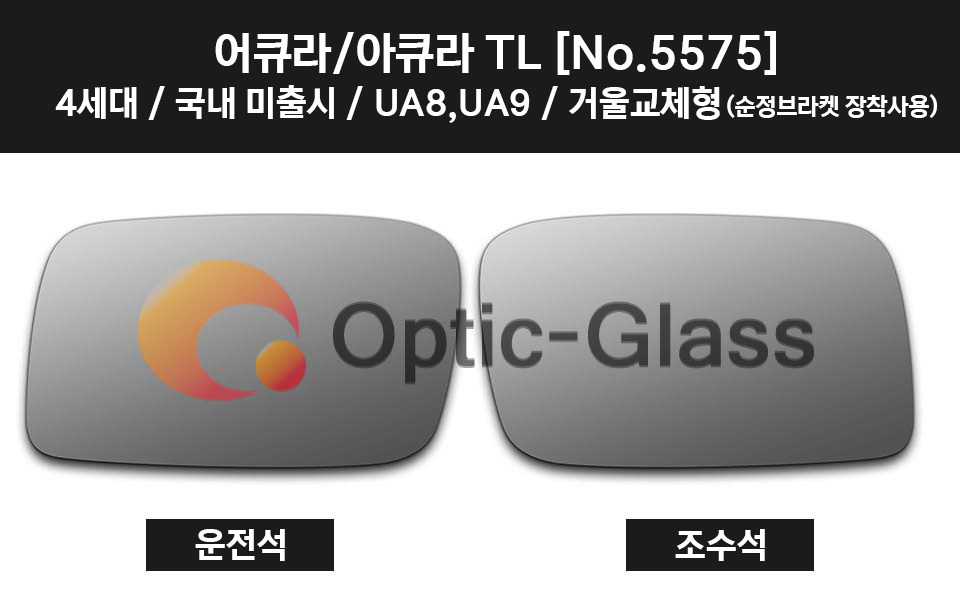 어큐라/아큐라 TL [No.5575]
4세대 / 국내 미출시 / UA8,UA9 / 거울교체형(순정브라켓 장착사용)
Optic-Glass
운전석
조수석